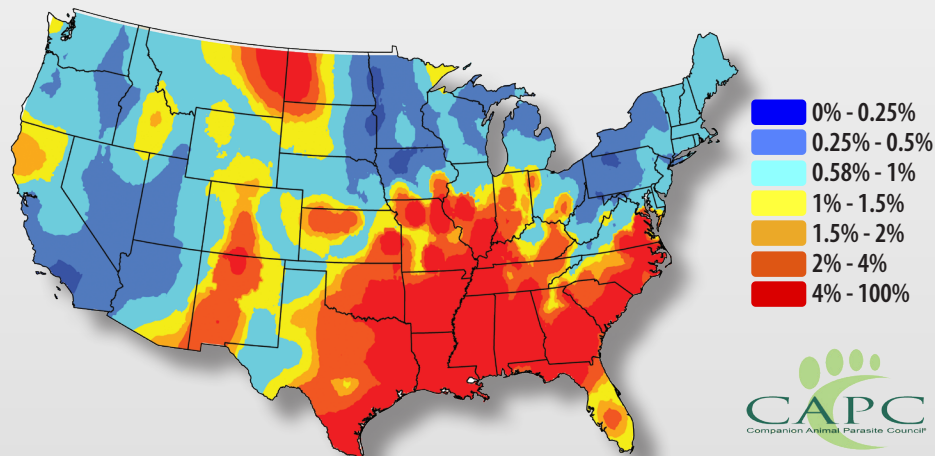 0% - 0.25%
0.25% - 0.5%
0.58% - 1%
1% - 1.5%
1.5% - 2%
2% - 4%
4% - 100%
CAPC
Companion Animal Parasite Council®